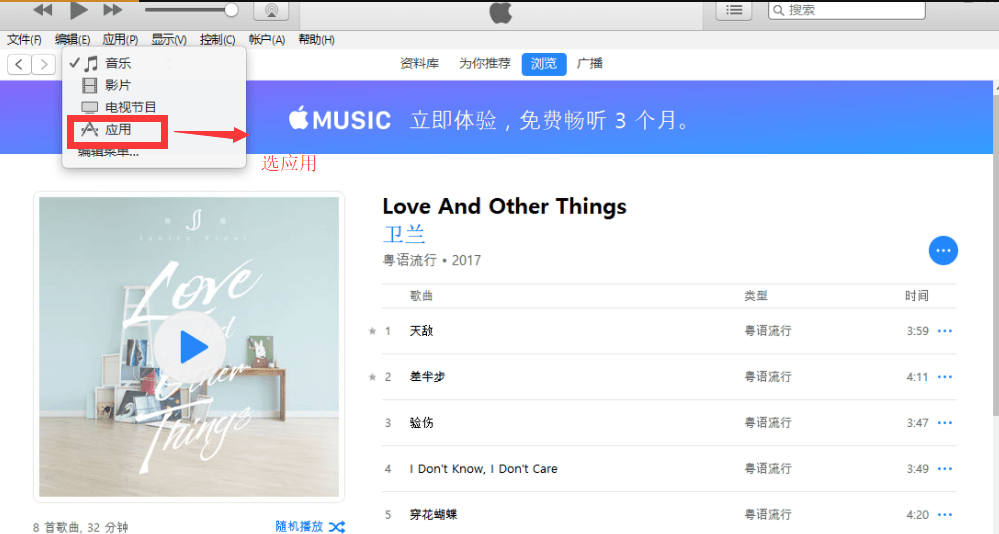 搜索
文件(F) 编辑(E) 应用(P) 显示(V) 控制(C) 帐户(A) 帮助(H)
资料库 为你推荐 浏览 广播
音乐
影片
电视节目
应用
编辑菜单...
选应用
MUSIC 立即体验，免费畅听 3 个月。
Love
And
Other
Things
Love And Other Things
卫兰
粤语流行 • 2017
歌曲 类型 时间
★ 1 天敌 粤语流行 3:59 •••
★ 2 差半步 粤语流行 4:11 •••
3 验伤 粤语流行 3:47 •••
4 I Don't Know, I Don't Care 粤语流行 3:49 •••
5 穿花蝴蝶 粤语流行 4:20 •••
8 首歌曲, 32 分钟 随机播放